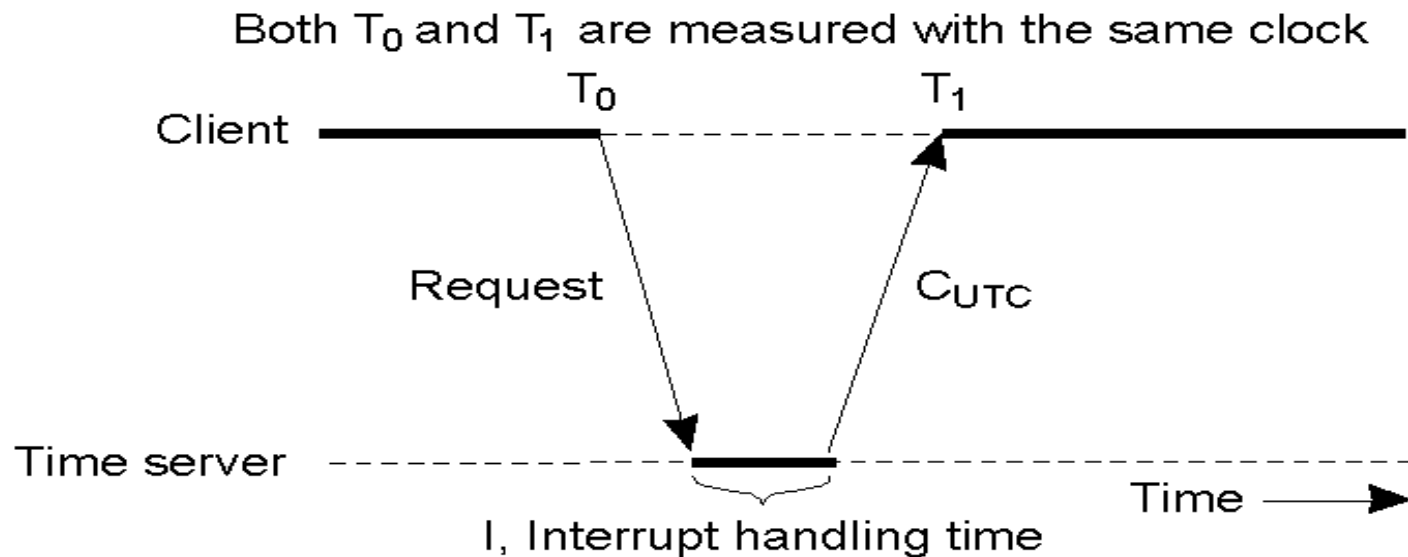 Both T₀ and T₁ are measured with the same clock
T₀ T₁
Client
Request C_UTC
Time server
Time
I, Interrupt handling time